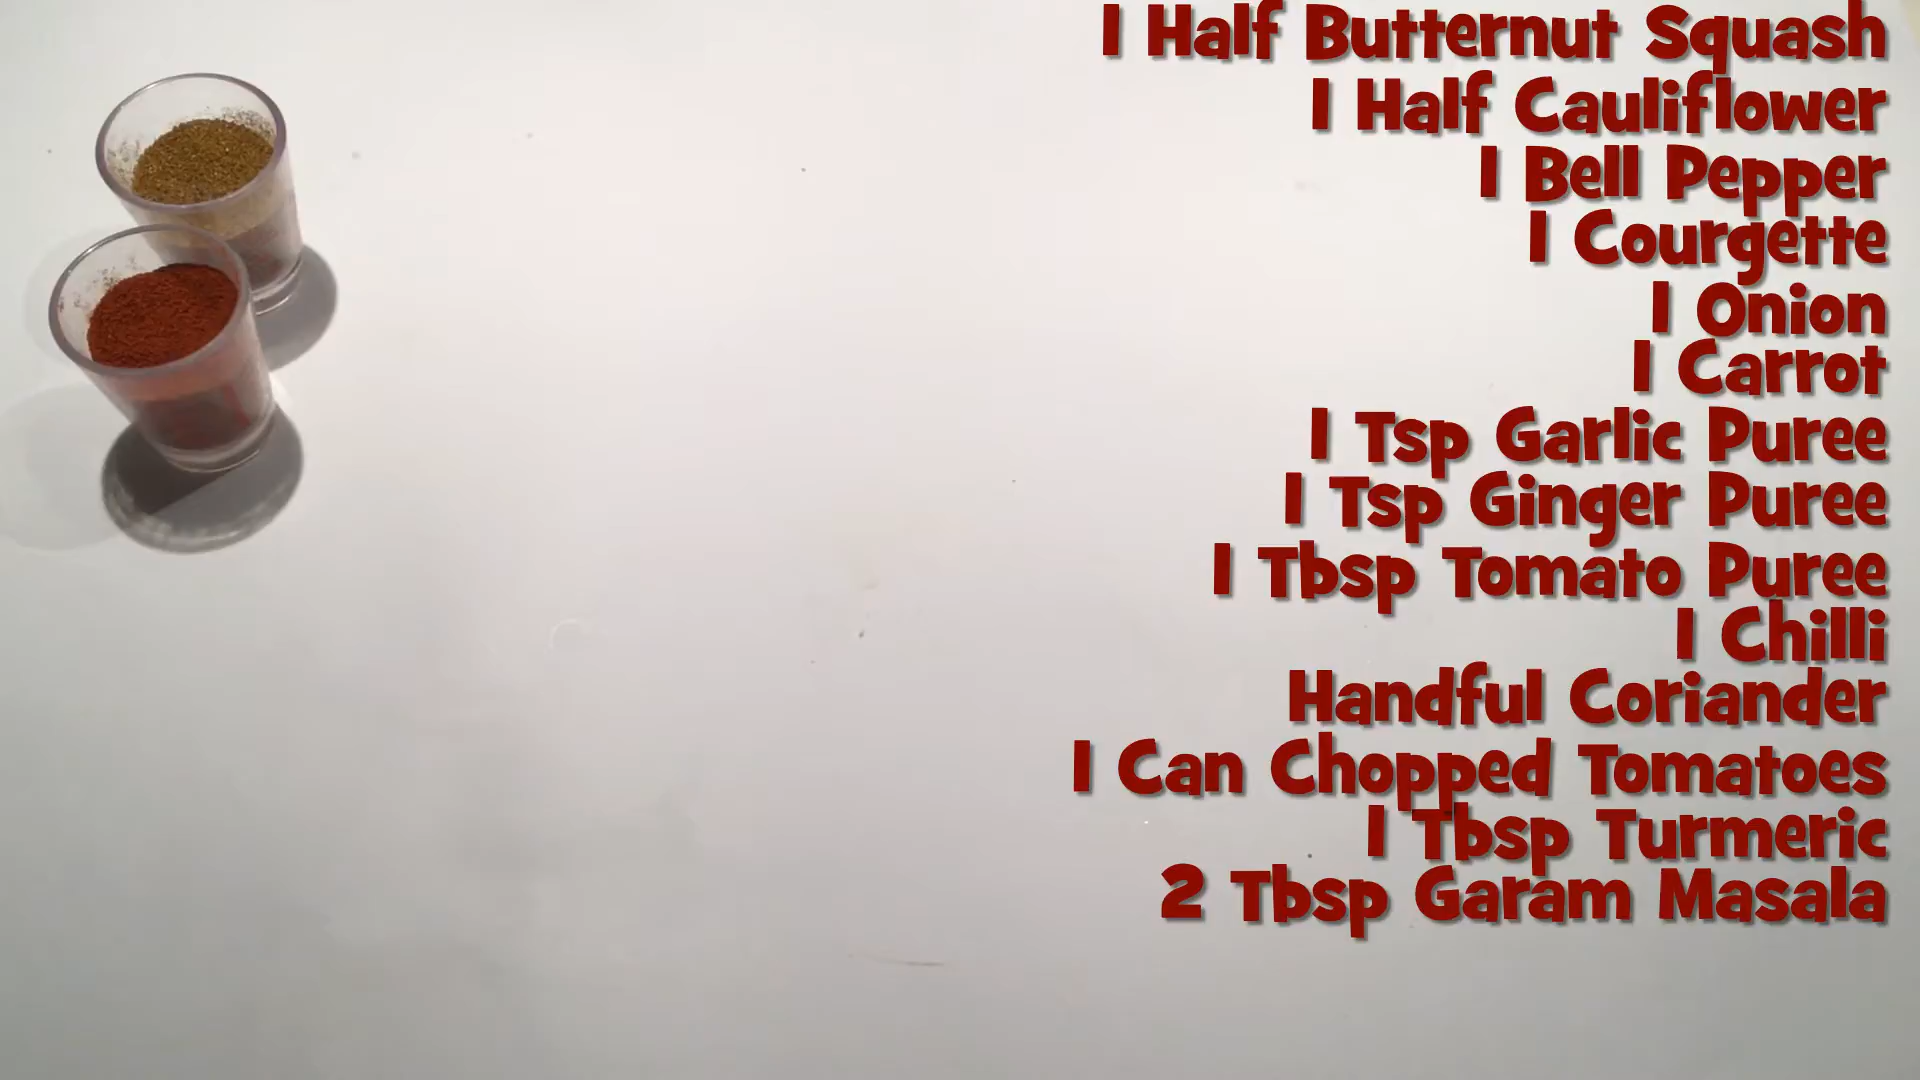 1 Half Butternut Squash
1 Half Cauliflower
1 Bell Pepper
1 Courgette
1 Onion
1 Carrot
1 Tsp Garlic Puree
1 Tsp Ginger Puree
1 Tbsp Tomato Puree
1 Chilli
Handful Coriander
1 Can Chopped Tomatoes
1 Tbsp Turmeric
2 Tbsp Garam Masala